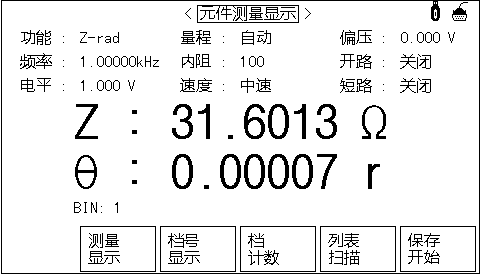 <元件测量显示>
功能 : Z-rad 量程 : 自动 偏压 : 0.000 V
频率 : 1.00000kHz 内阻 : 100 开路 : 关闭
电平 : 1.000 V 速度 : 中速 短路 : 关闭
Z : 31.6013 Ω
θ : 0.00007 r
BIN: 1
测量显示 档号显示 档计数 列表扫描 保存开始